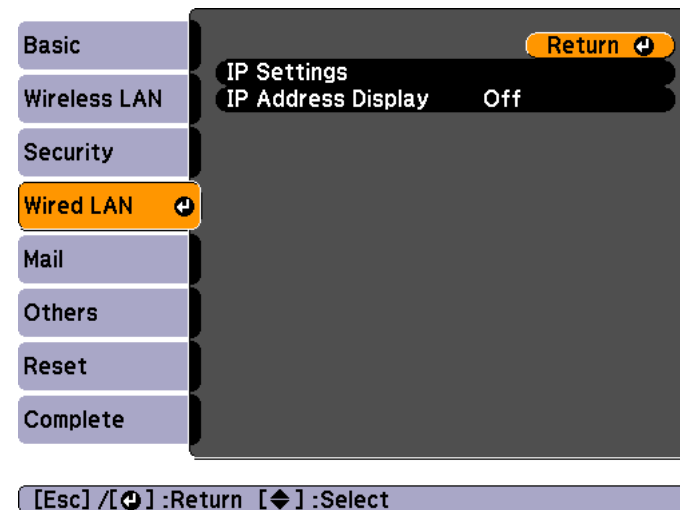 Basic
Return
IP Settings
Wireless LAN
IP Address Display Off
Security
Wired LAN
Mail
Others
Reset
Complete
[Esc] /[ ] :Return [ ] :Select